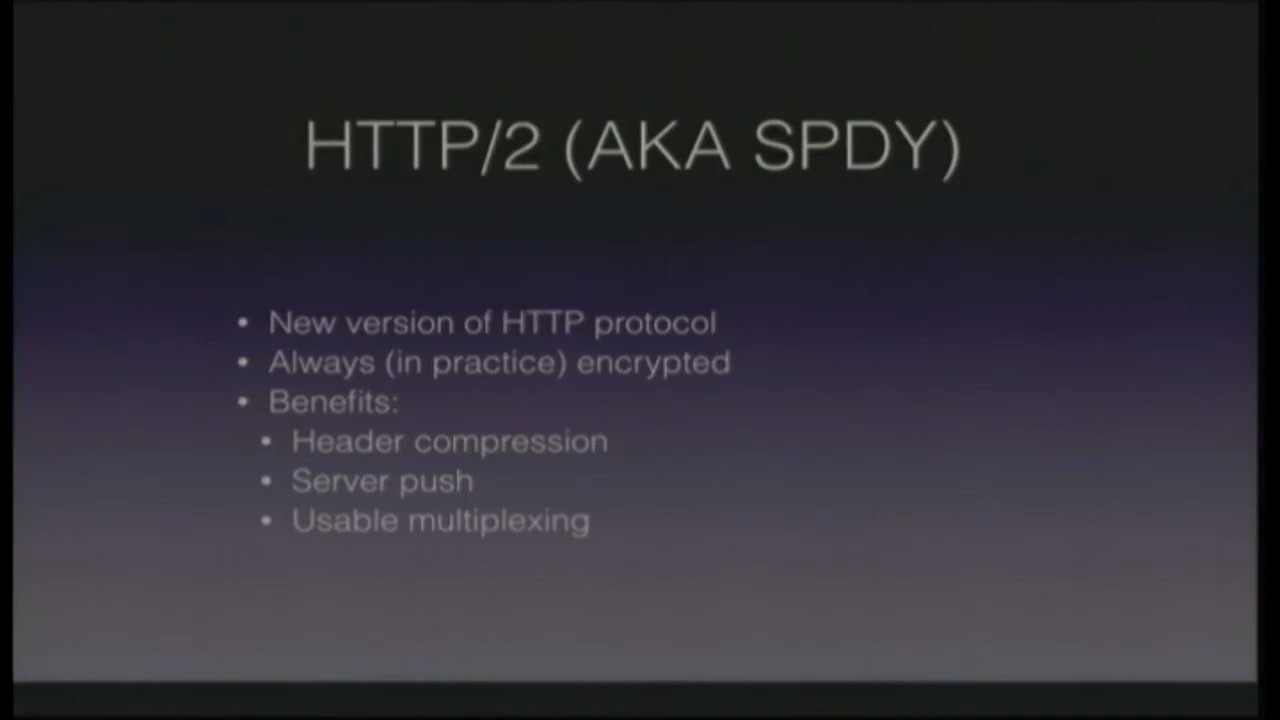 HTTP/2 (AKA SPDY)
• New version of HTTP protocol
• Always (in practice) encrypted
• Benefits:
• Header compression
• Server push
• Usable multiplexing